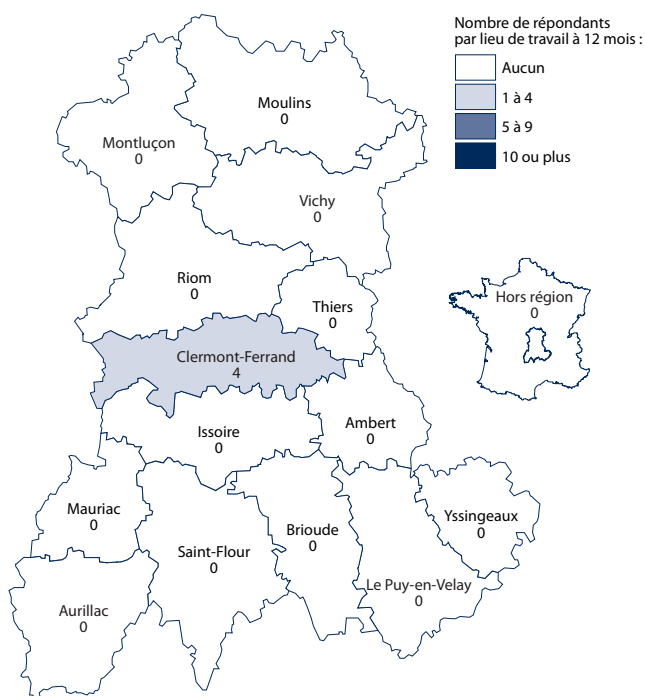 Nombre de répondants
par lieu de travail à 12 mois :
Aucun
1 à 4
5 à 9
10 ou plus
Moulins
0
Montluçon
0
Vichy
0
Riom
0
Thiers
0
Hors région
0
Clermont-Ferrand
4
Ambert
0
Issoire
0
Mauriac
0
Yssingeaux
0
Brioude
0
Saint-Flour
0
Le Puy-en-Velay
0
Aurillac
0